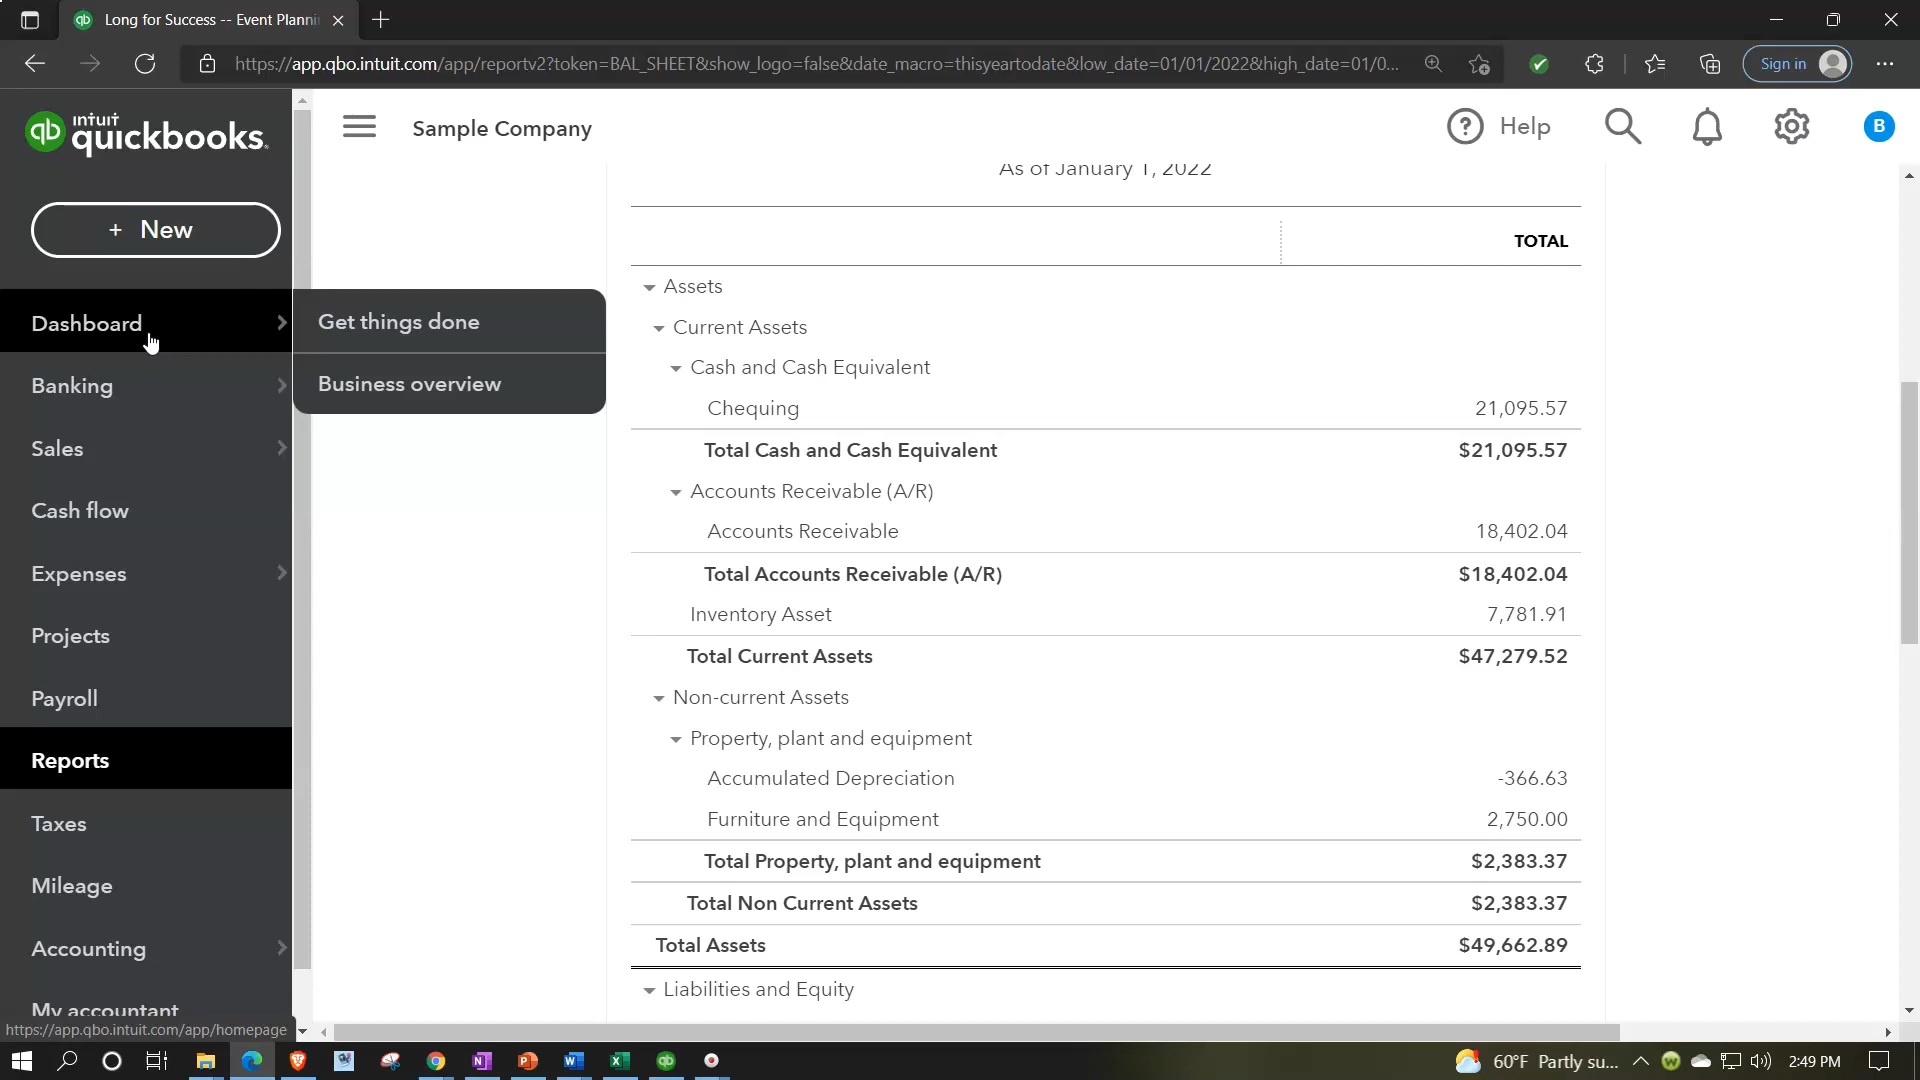 Long for Success -- Event Planni
https://app.qbo.intuit.com/app/reportv2?token=BAL_SHEET&show_logo=false&date_macro=thisyeartodate&low_date=01/01/2022&high_date=01/0...
Sign in
intuit
quickbooks.
Sample Company
Help
B
+ New
Dashboard
Get things done
Business overview
Banking
Sales
Cash flow
Expenses
Projects
Payroll
Reports
Taxes
Mileage
Accounting
My accountant
As of January 1, 2022
TOTAL
Assets
Current Assets
Cash and Cash Equivalent
Chequing 21,095.57
Total Cash and Cash Equivalent $21,095.57
Accounts Receivable (A/R)
Accounts Receivable 18,402.04
Total Accounts Receivable (A/R) $18,402.04
Inventory Asset 7,781.91
Total Current Assets $47,279.52
Non-current Assets
Property, plant and equipment
Accumulated Depreciation -366.63
Furniture and Equipment 2,750.00
Total Property, plant and equipment $2,383.37
Total Non Current Assets $2,383.37
Total Assets $49,662.89
Liabilities and Equity
https://app.qbo.intuit.com/app/homepage
60°F Partly su...
2:49 PM